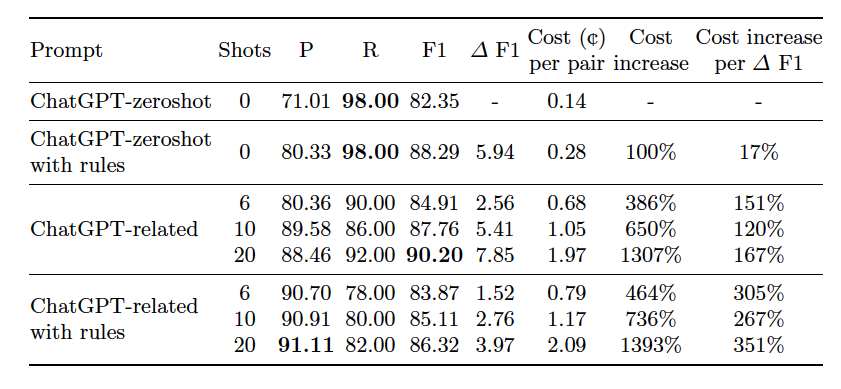 Prompt Shots P R F1 Δ F1 Cost (¢) per pair Cost increase Cost increase per Δ F1
ChatGPT-zeroshot 0 71.01 98.00 82.35 - 0.14 - -
ChatGPT-zeroshot with rules 0 80.33 98.00 88.29 5.94 0.28 100% 17%
ChatGPT-related 6 80.36 90.00 84.91 2.56 0.68 386% 151%
10 89.58 86.00 87.76 5.41 1.05 650% 120%
20 88.46 92.00 90.20 7.85 1.97 1307% 167%
ChatGPT-related with rules 6 90.70 78.00 83.87 1.52 0.79 464% 305%
10 90.91 80.00 85.11 2.76 1.17 736% 267%
20 91.11 82.00 86.32 3.97 2.09 1393% 351%